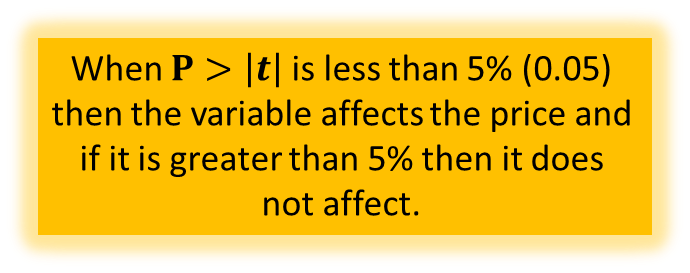 When P > |t| is less than 5% (0.05)
then the variable affects the price and
if it is greater than 5% then it does
not affect.